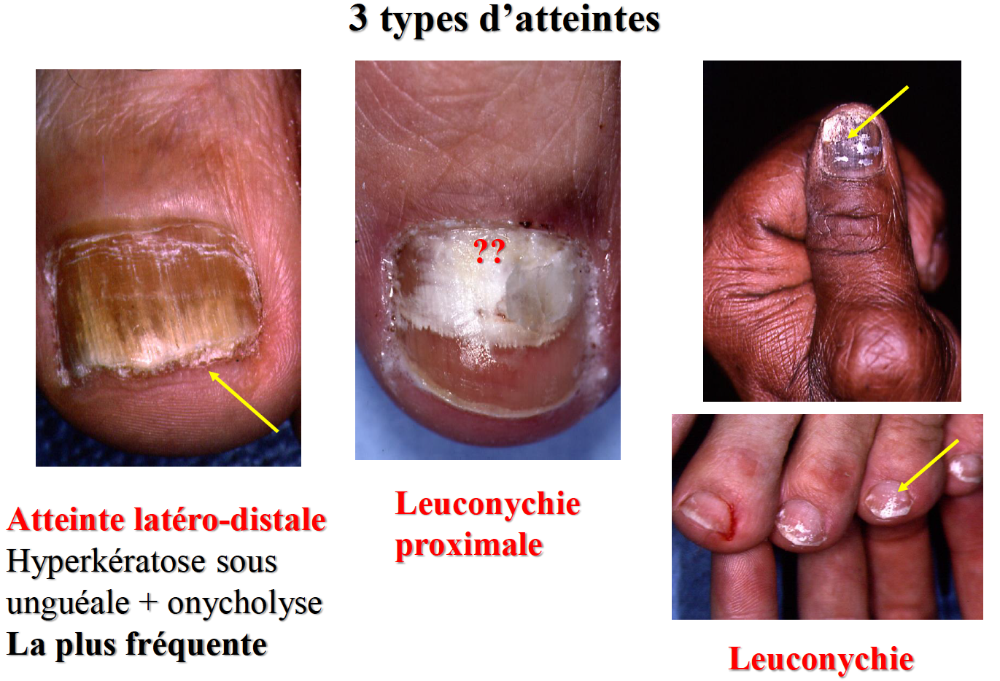 3 types d’atteintes
??
Atteinte latéro-distale
Hyperkératose sous
unguéale + onycholyse
La plus fréquente
Leuconychie
proximale
Leuconychie